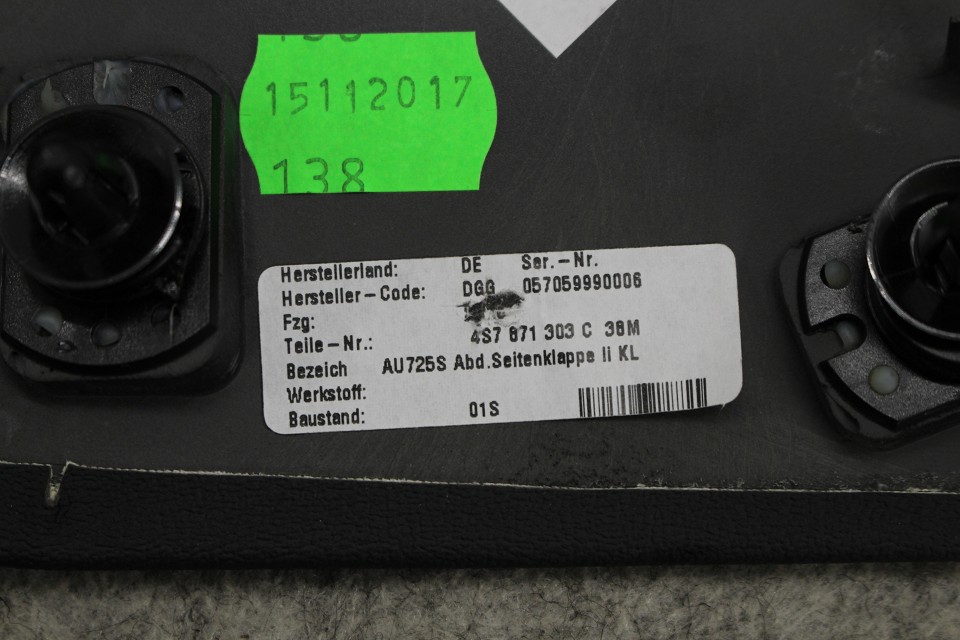 15112017
138
Herstellerland: DE Ser.-Nr.
Hersteller-Code: DGG 057059990006
Fzg:
Teile-Nr.: 4S7 871 303 C 38M
Bezeich AU725S Abd.Seitenklappe li KL
Werkstoff:
Baustand: 01S